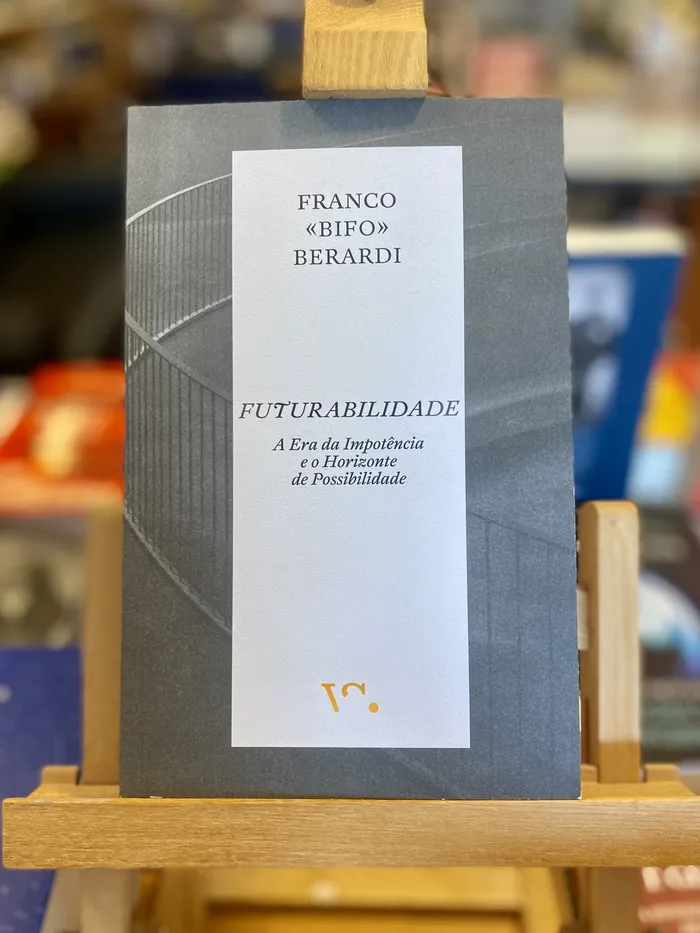 FRANCO
«BIFO»
BERARDI
FUTURABILIDADE
A Era da Impotência
e o Horizonte
de Possibilidade